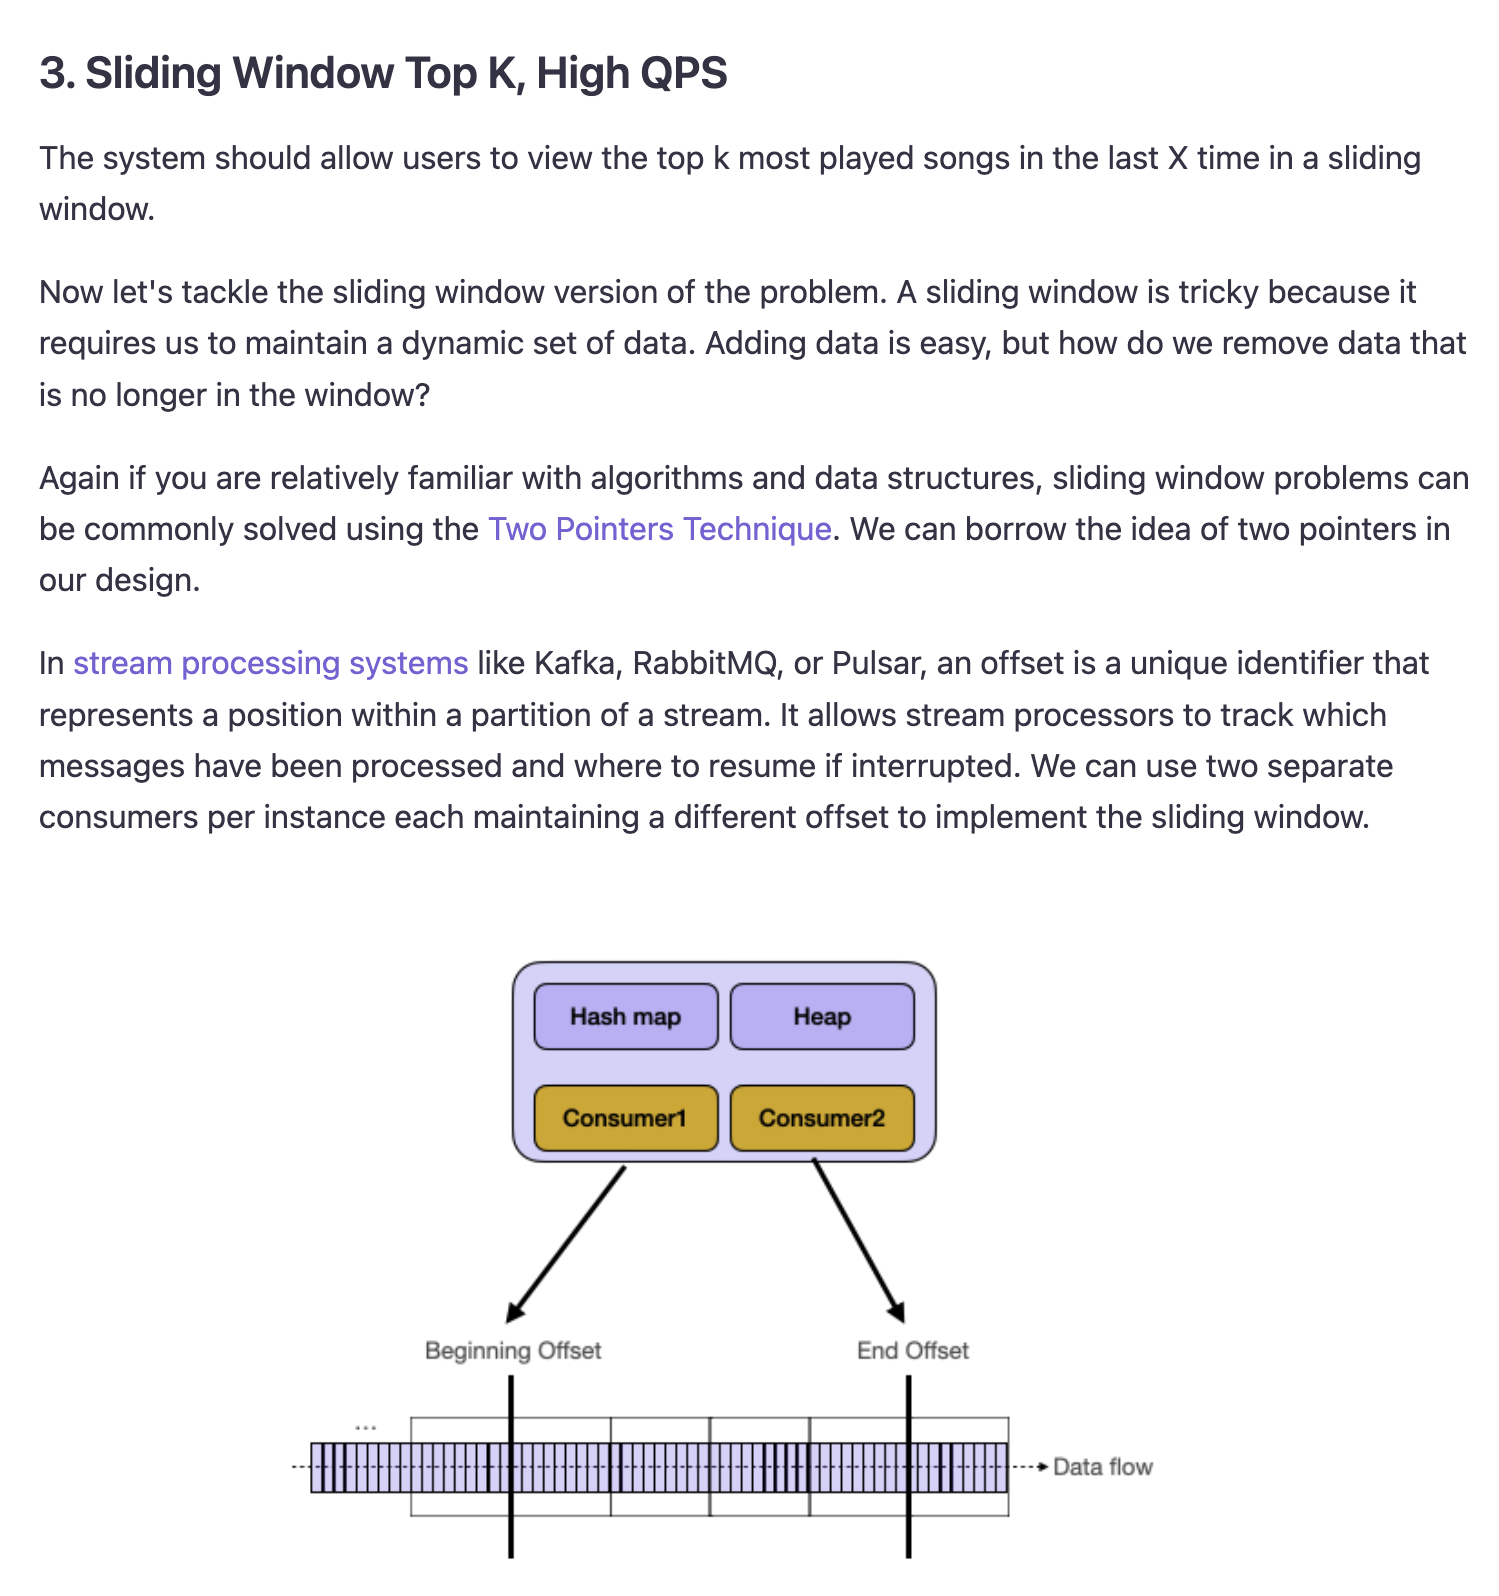 3. Sliding Window Top K, High QPS
The system should allow users to view the top k most played songs in the last X time in a sliding
window.
Now let's tackle the sliding window version of the problem. A sliding window is tricky because it
requires us to maintain a dynamic set of data. Adding data is easy, but how do we remove data that
is no longer in the window?
Again if you are relatively familiar with algorithms and data structures, sliding window problems can
be commonly solved using the Two Pointers Technique. We can borrow the idea of two pointers in
our design.
In stream processing systems like Kafka, RabbitMQ, or Pulsar, an offset is a unique identifier that
represents a position within a partition of a stream. It allows stream processors to track which
messages have been processed and where to resume if interrupted. We can use two separate
consumers per instance each maintaining a different offset to implement the sliding window.
Hash map
Heap
Consumer1
Consumer2
Beginning Offset
End Offset
...
Data flow